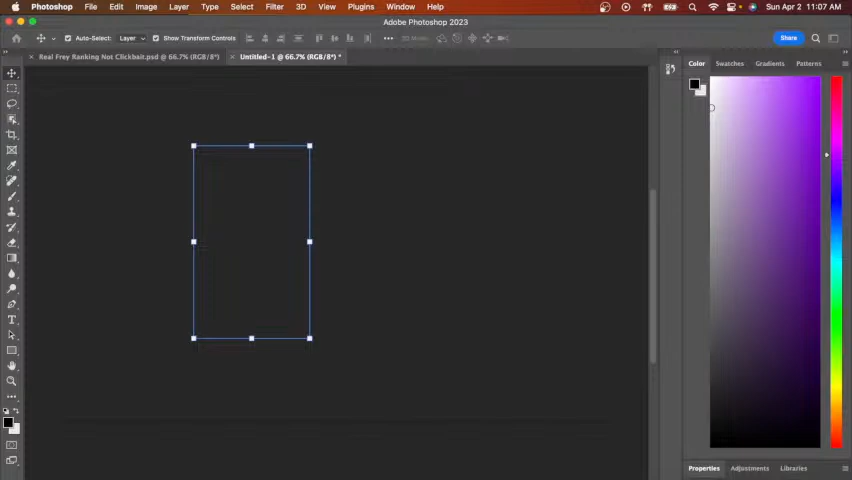 Photoshop File Edit Image Layer Type Select Filter 3D View Plugins Window Help Sun Apr 2 11:07 AM
Adobe Photoshop 2023
Auto-Select: Layer Show Transform Controls 3D Mode: Share
Real Frey Ranking Not Clickbait.psd @ 66.7% (RGB/8*) Untitled-1 @ 66.7% (RGB/8*) *
Color Swatches Gradients Patterns
Properties Adjustments Libraries